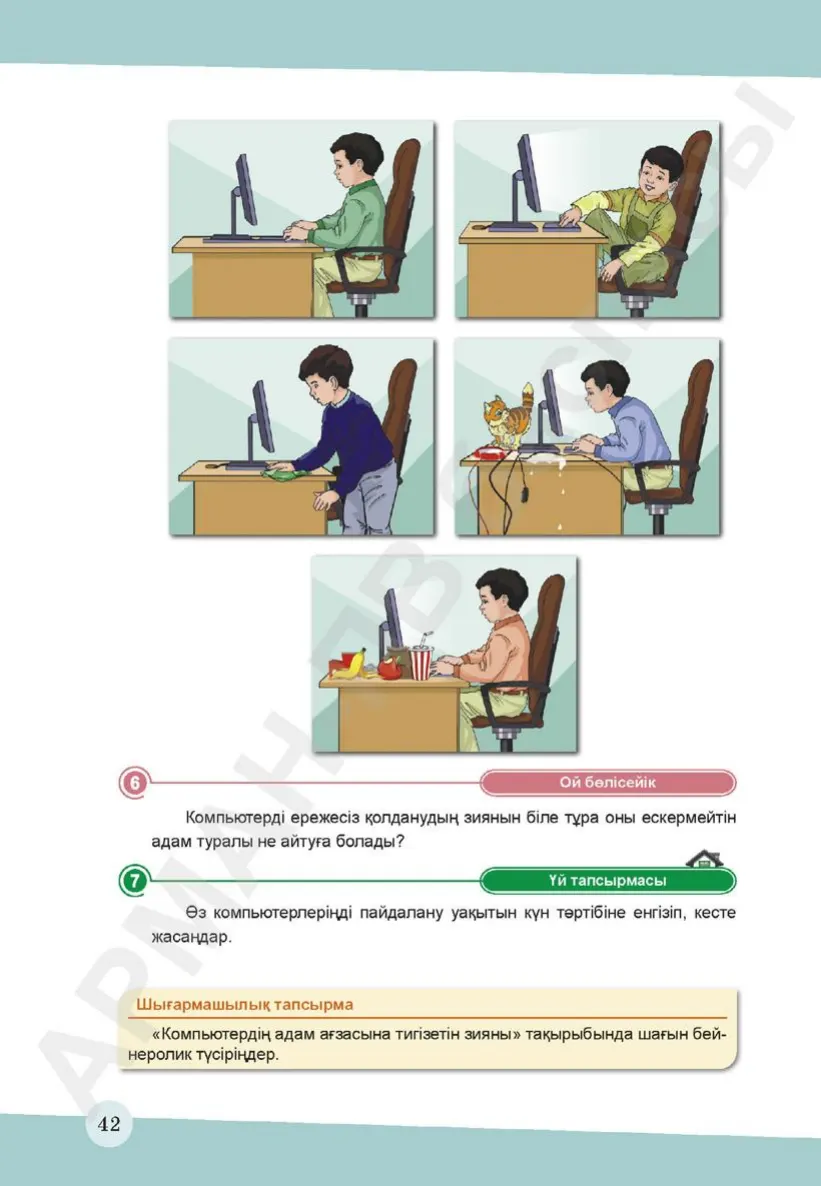 6
Ой бөлісейік
Компьютерді ережесіз қолданудың зиянын біле тұра оны ескермейтін
адам туралы не айтуға болады?
7
Үй тапсырмасы
Өз компьютерлеріңді пайдалану уақытын күн тәртібіне енгізіп, кесте
жасаңдар.
Шығармашылық тапсырма
«Компьютердің адам ағзасына тигізетін зияны» тақырыбында шағын бей-
неролик түсіріңдер.
42